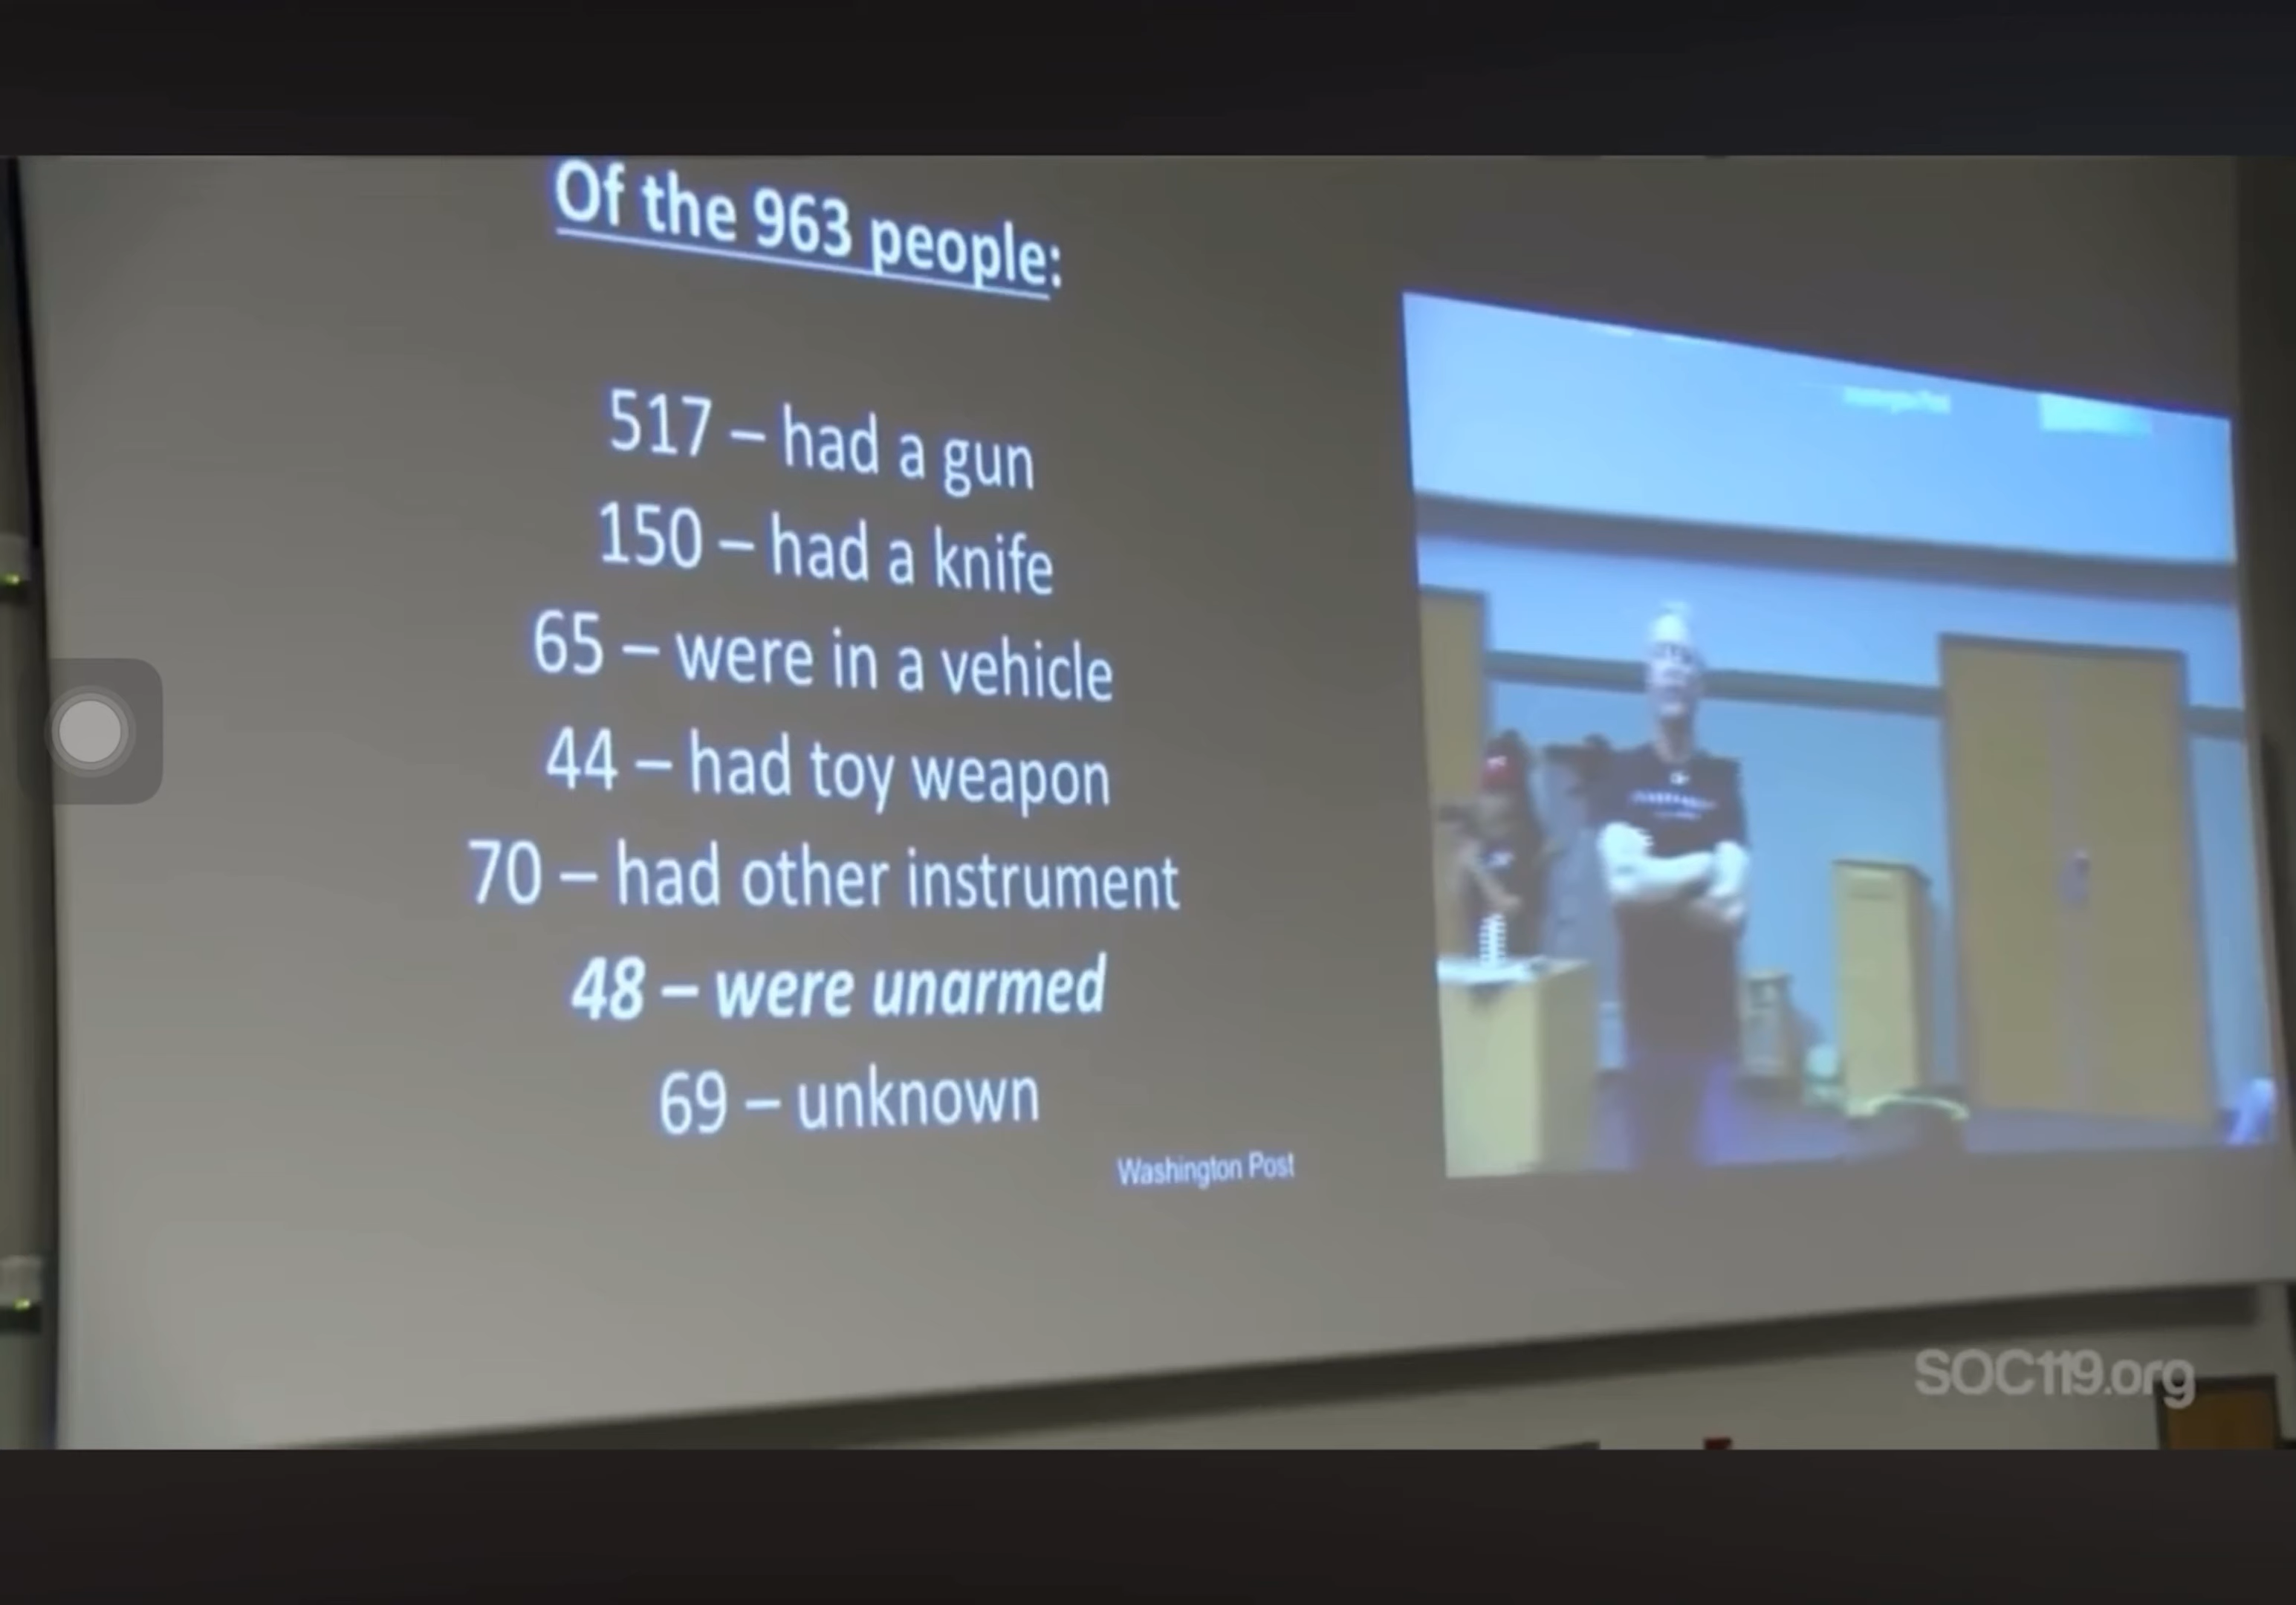 Of the 963 people:
517 – had a gun
150 – had a knife
65 – were in a vehicle
44 – had toy weapon
70 – had other instrument
48 – were unarmed
69 – unknown
Washington Post
SOC119.org